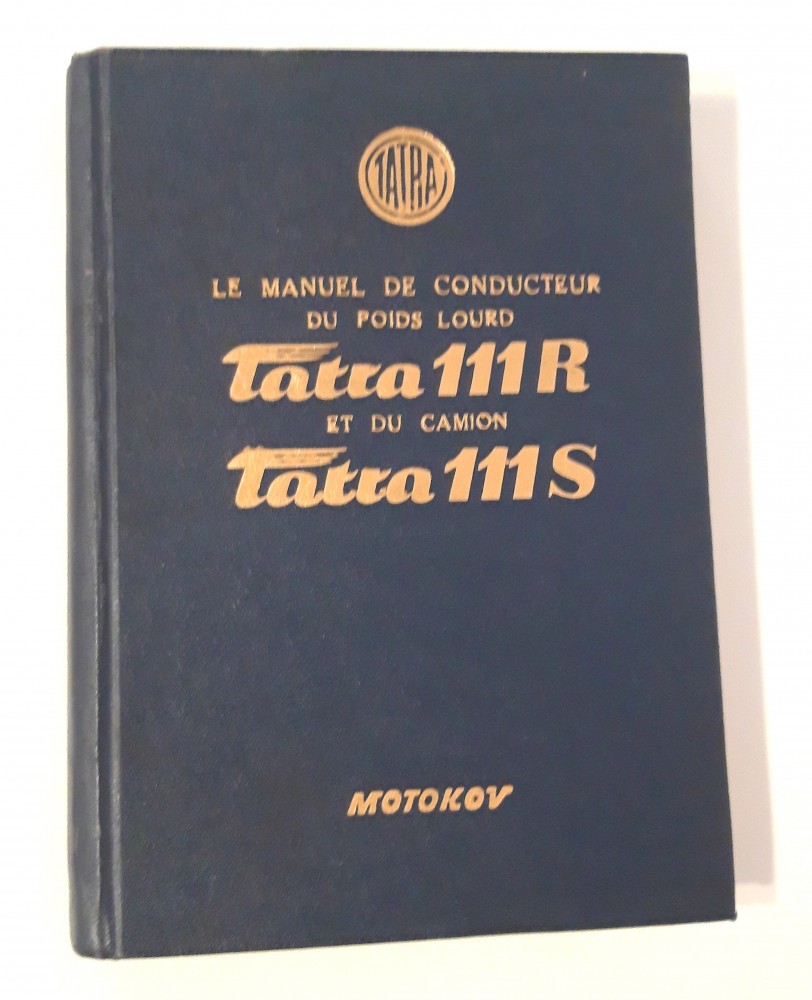 TATRA
LE MANUEL DE CONDUCTEUR
DU POIDS LOURD
Tatra 111 R
ET DU CAMION
Tatra 111 S
MOTOKOV